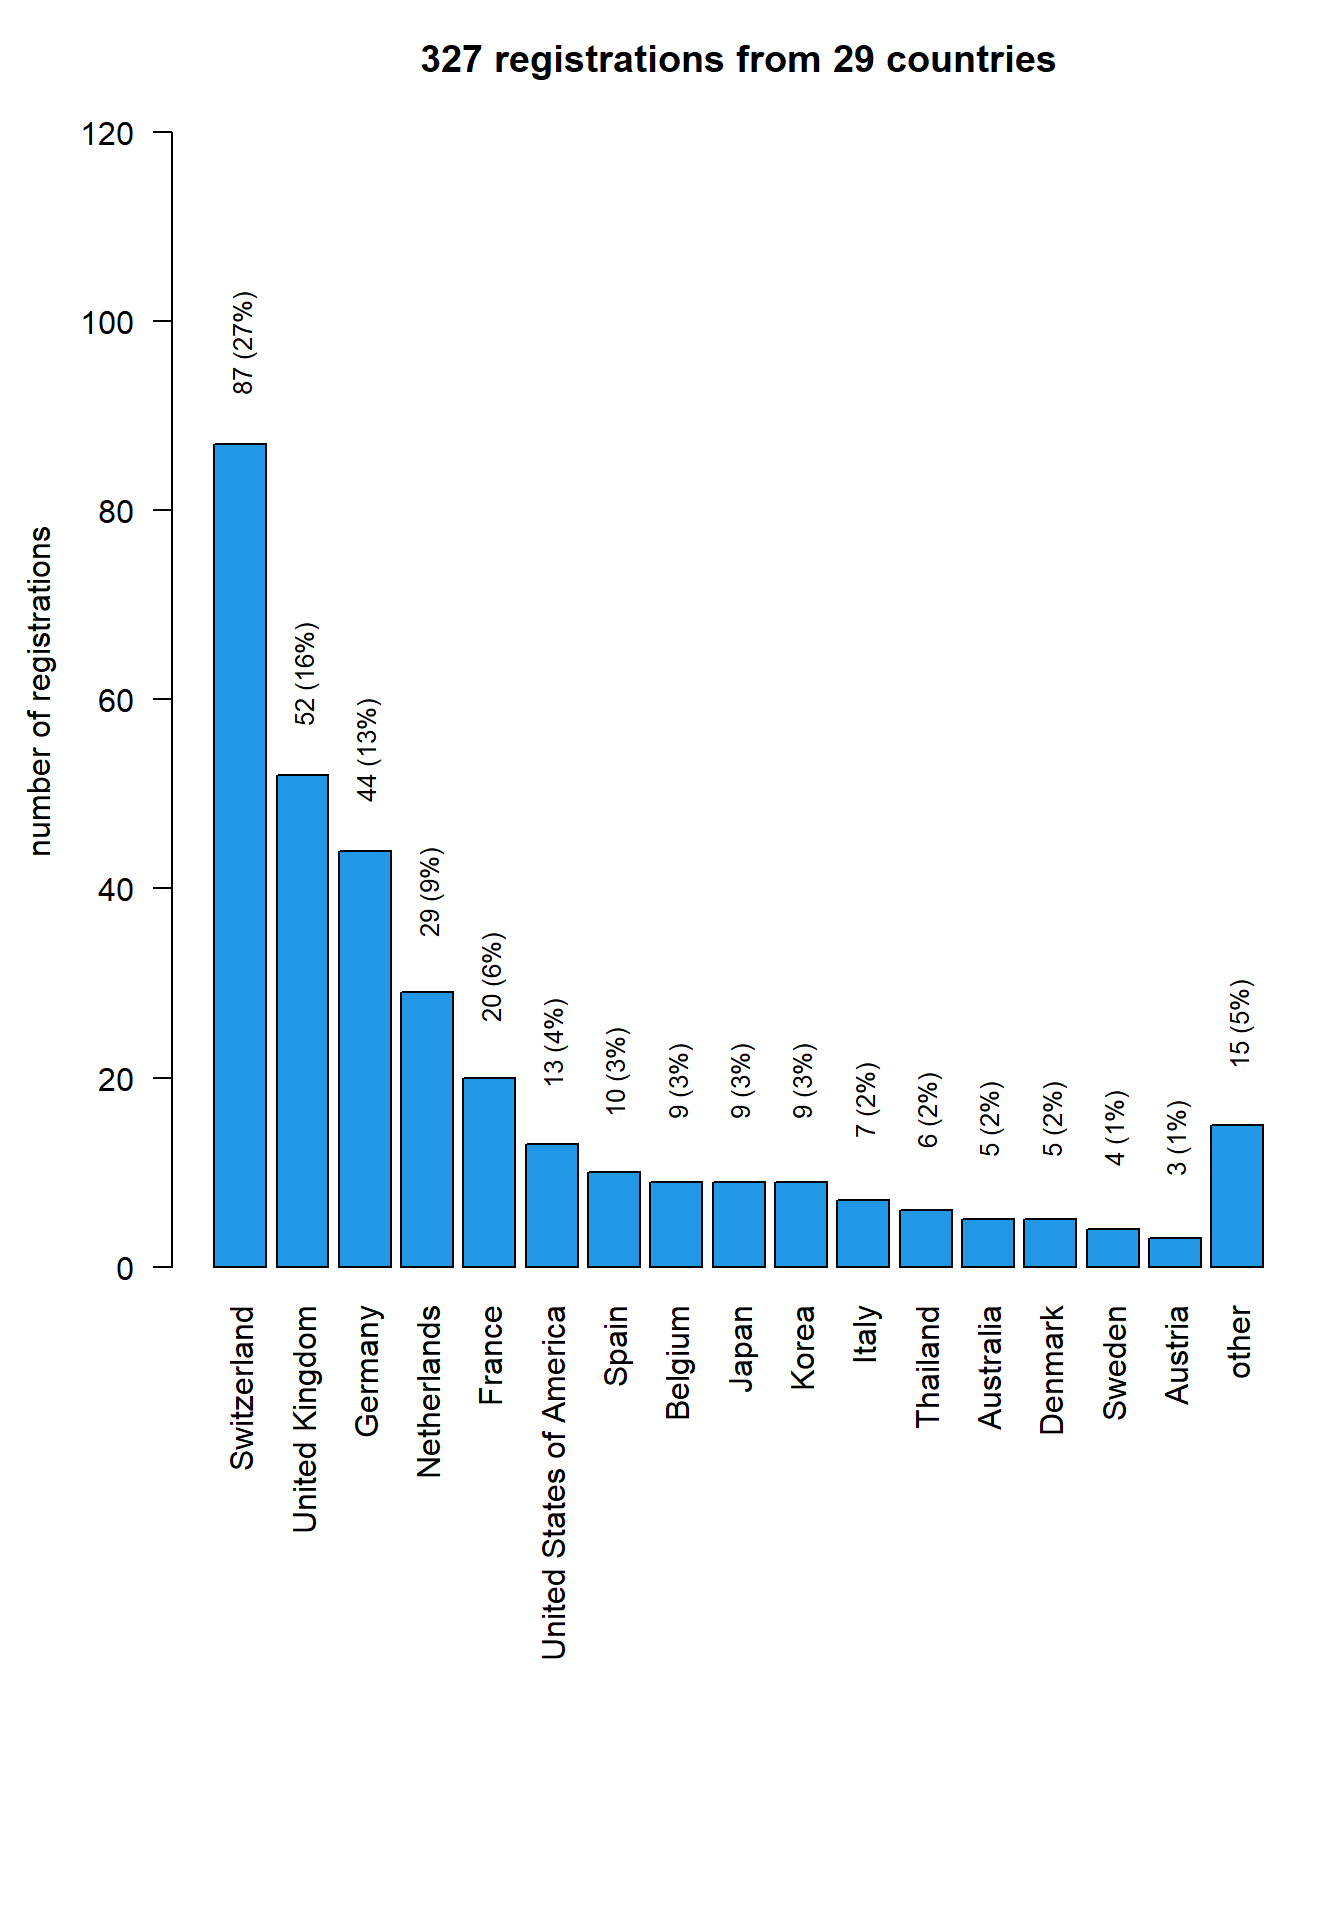 327 registrations from 29 countries
number of registrations
120
100
80
60
40
20
0
87 (27%)
52 (16%)
44 (13%)
29 (9%)
20 (6%)
13 (4%)
10 (3%)
9 (3%)
9 (3%)
9 (3%)
7 (2%)
6 (2%)
5 (2%)
5 (2%)
4 (1%)
3 (1%)
15 (5%)
Switzerland
United Kingdom
Germany
Netherlands
France
United States of America
Spain
Belgium
Japan
Korea
Italy
Thailand
Australia
Denmark
Sweden
Austria
other